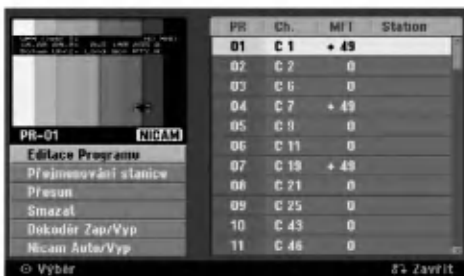 PR-01 NICAM
Editace Programu
Přejmenování stanice
Přesun
Smazat
Dekodér Zap/Vyp
Nicam Auto/Vyp
PR Ch. MFT Station
01 C 1 + 49
02 C 2 0
03 C 6 0
04 C 7 + 49
05 C 9 0
06 C 11 0
07 C 19 + 49
08 C 21 0
09 C 25 0
10 C 43 0
11 C 46 0
Výběr Zavřít